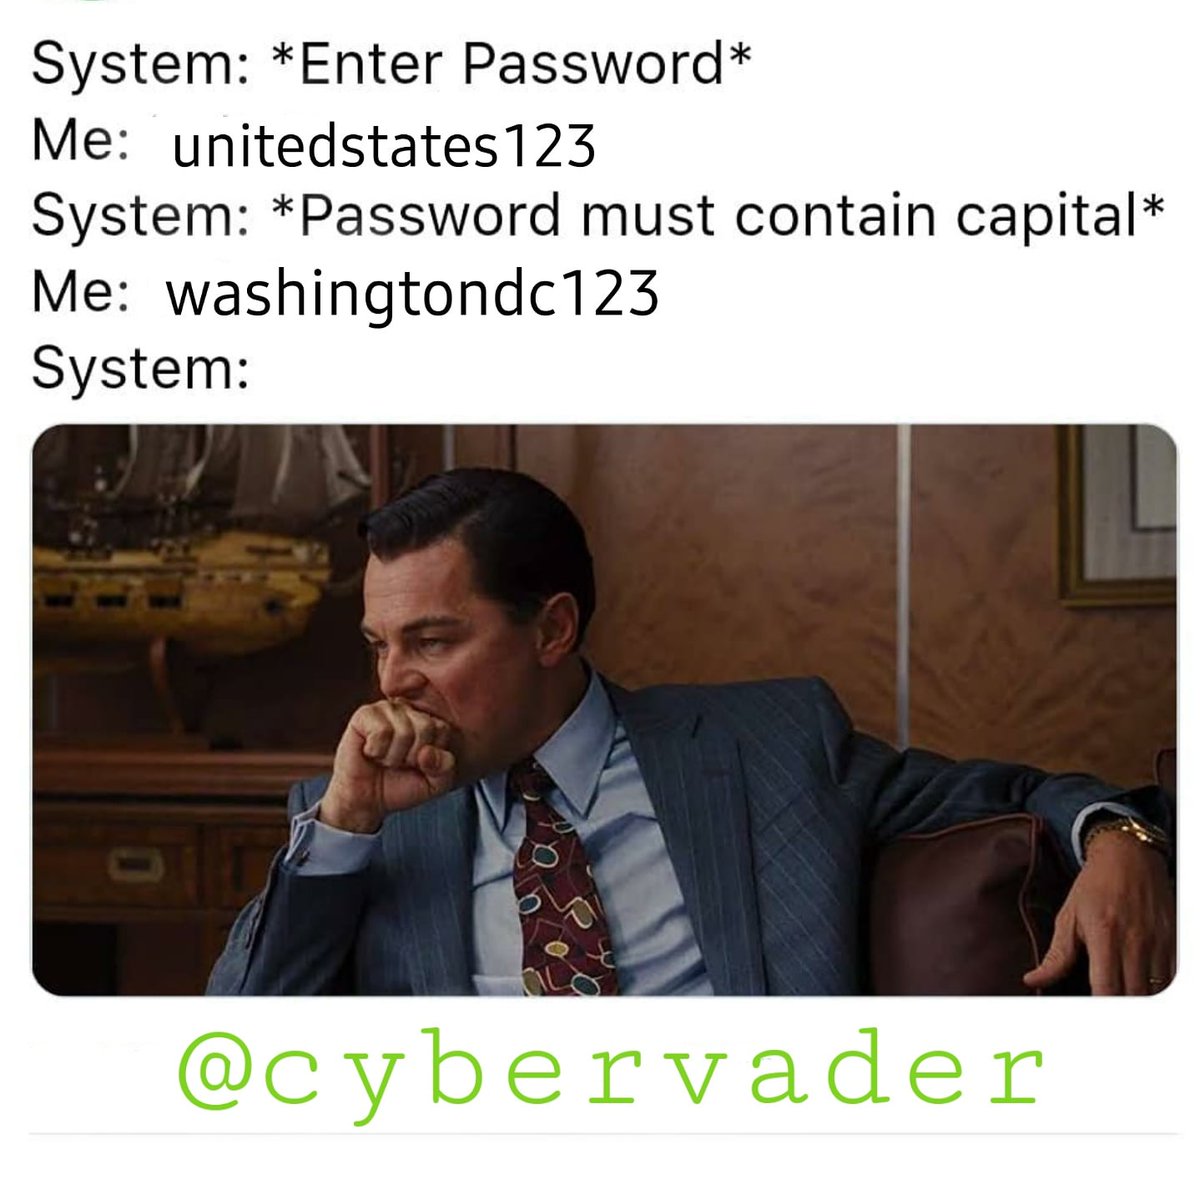 System: *Enter Password*
Me: unitedstates123
System: *Password must contain capital*
Me: washingtondc123
System:
@cybervader